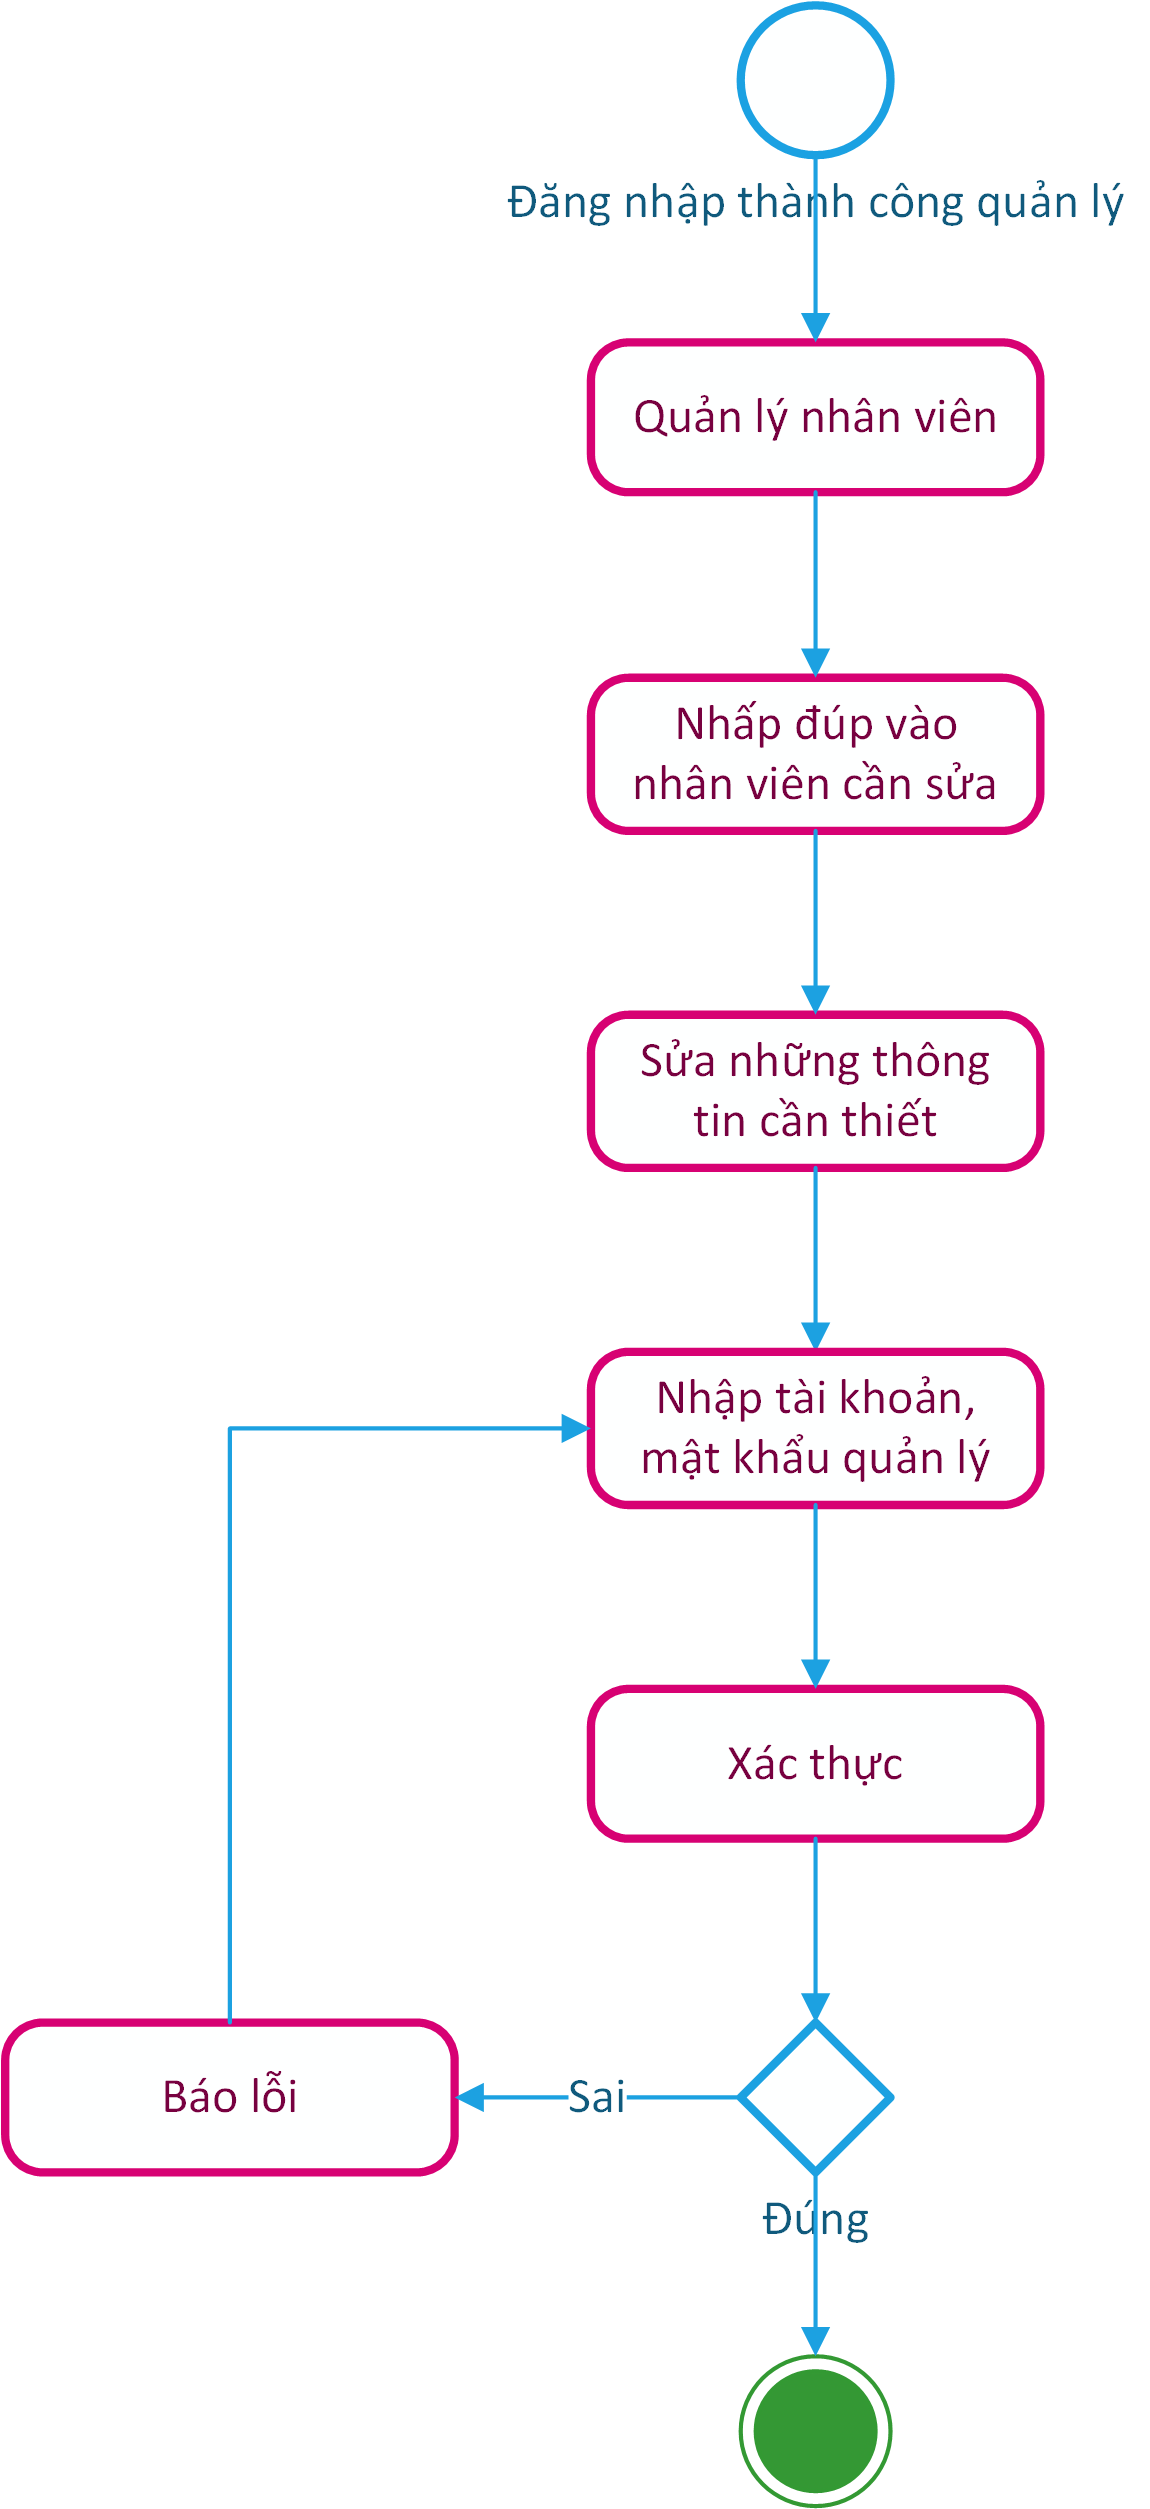 Đăng nhập thành công quản lý
Quản lý nhân viên
Nhấp đúp vào
nhân viên cần sửa
Sửa những thông
tin cần thiết
Nhập tài khoản,
mật khẩu quản lý
Xác thực
Báo lỗi
Sai
Đúng